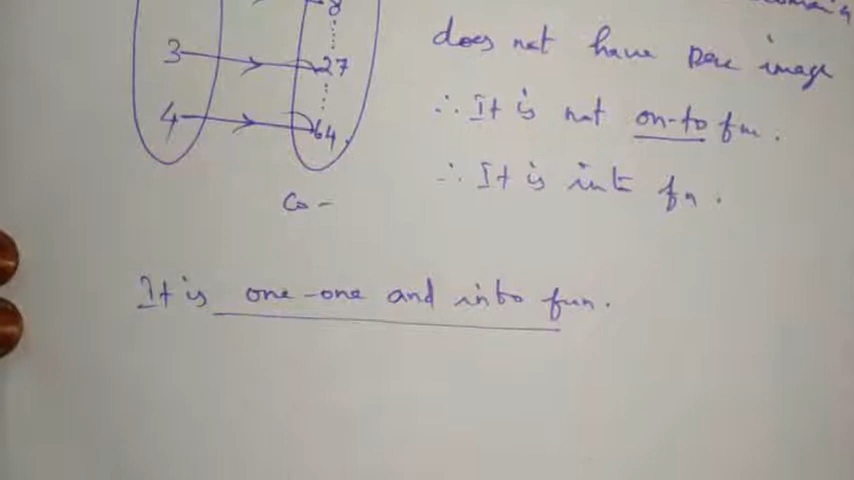 8
does not have pre image
3 27
∴ It is not on-to fn.
4 64
∴ It is into fn.
Co -
It is one-one and into fun.